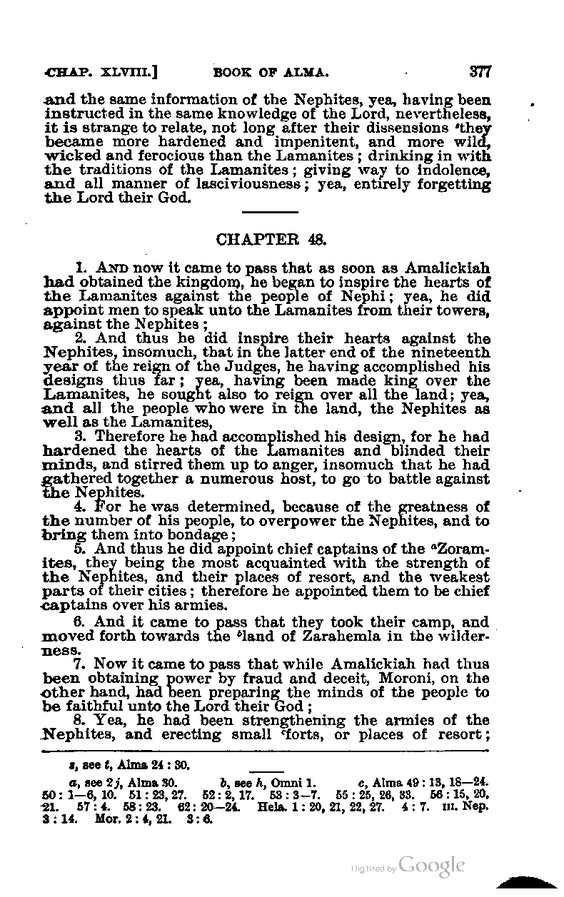 CHAP. XLVIII.] BOOK OF ALMA. 377
and the same information of the Nephites, yea, having been
instructed in the same knowledge of the Lord, nevertheless,
it is strange to relate, not long after their dissensions ˢthey
became more hardened and impenitent, and more wild,
wicked and ferocious than the Lamanites; drinking in with
the traditions of the Lamanites; giving way to indolence,
and all manner of lasciviousness; yea, entirely forgetting
the Lord their God.
CHAPTER 48.
1. AND now it came to pass that as soon as Amalickiah
had obtained the kingdom, he began to inspire the hearts of
the Lamanites against the people of Nephi; yea, he did
appoint men to speak unto the Lamanites from their towers,
against the Nephites;
2. And thus he did inspire their hearts against the
Nephites, insomuch, that in the latter end of the nineteenth
year of the reign of the Judges, he having accomplished his
designs thus far; yea, having been made king over the
Lamanites, he sought also to reign over all the land; yea,
and all the people who were in the land, the Nephites as
well as the Lamanites,
3. Therefore he had accomplished his design, for he had
hardened the hearts of the Lamanites and blinded their
minds, and stirred them up to anger, insomuch that he had
gathered together a numerous host, to go to battle against
the Nephites.
4. For he was determined, because of the greatness of
the number of his people, to overpower the Nephites, and to
bring them into bondage;
5. And thus he did appoint chief captains of the ᵃZoram-
ites, they being the most acquainted with the strength of
the Nephites, and their places of resort, and the weakest
parts of their cities; therefore he appointed them to be chief
captains over his armies.
6. And it came to pass that they took their camp, and
moved forth towards the ᵇland of Zarahemla in the wilder-
ness.
7. Now it came to pass that while Amalickiah had thus
been obtaining power by fraud and deceit, Moroni, on the
other hand, had been preparing the minds of the people to
be faithful unto the Lord their God;
8. Yea, he had been strengthening the armies of the
Nephites, and erecting small ᶜforts, or places of resort;
s, see t, Alma 24: 30.
a, see 2j, Alma 30. b, see h, Omni 1. c, Alma 49: 13, 18—24.
50: 1—6, 10. 51: 23, 27. 52: 2, 17. 53: 3—7. 55: 25, 26, 33. 56: 15, 20,
21. 57: 4. 58: 23. 62: 20—24. Hela. 1: 20, 21, 22, 27. 4: 7. III. Nep.
3: 14. Mor. 2: 4, 21. 3: 6.
Digitized by Google